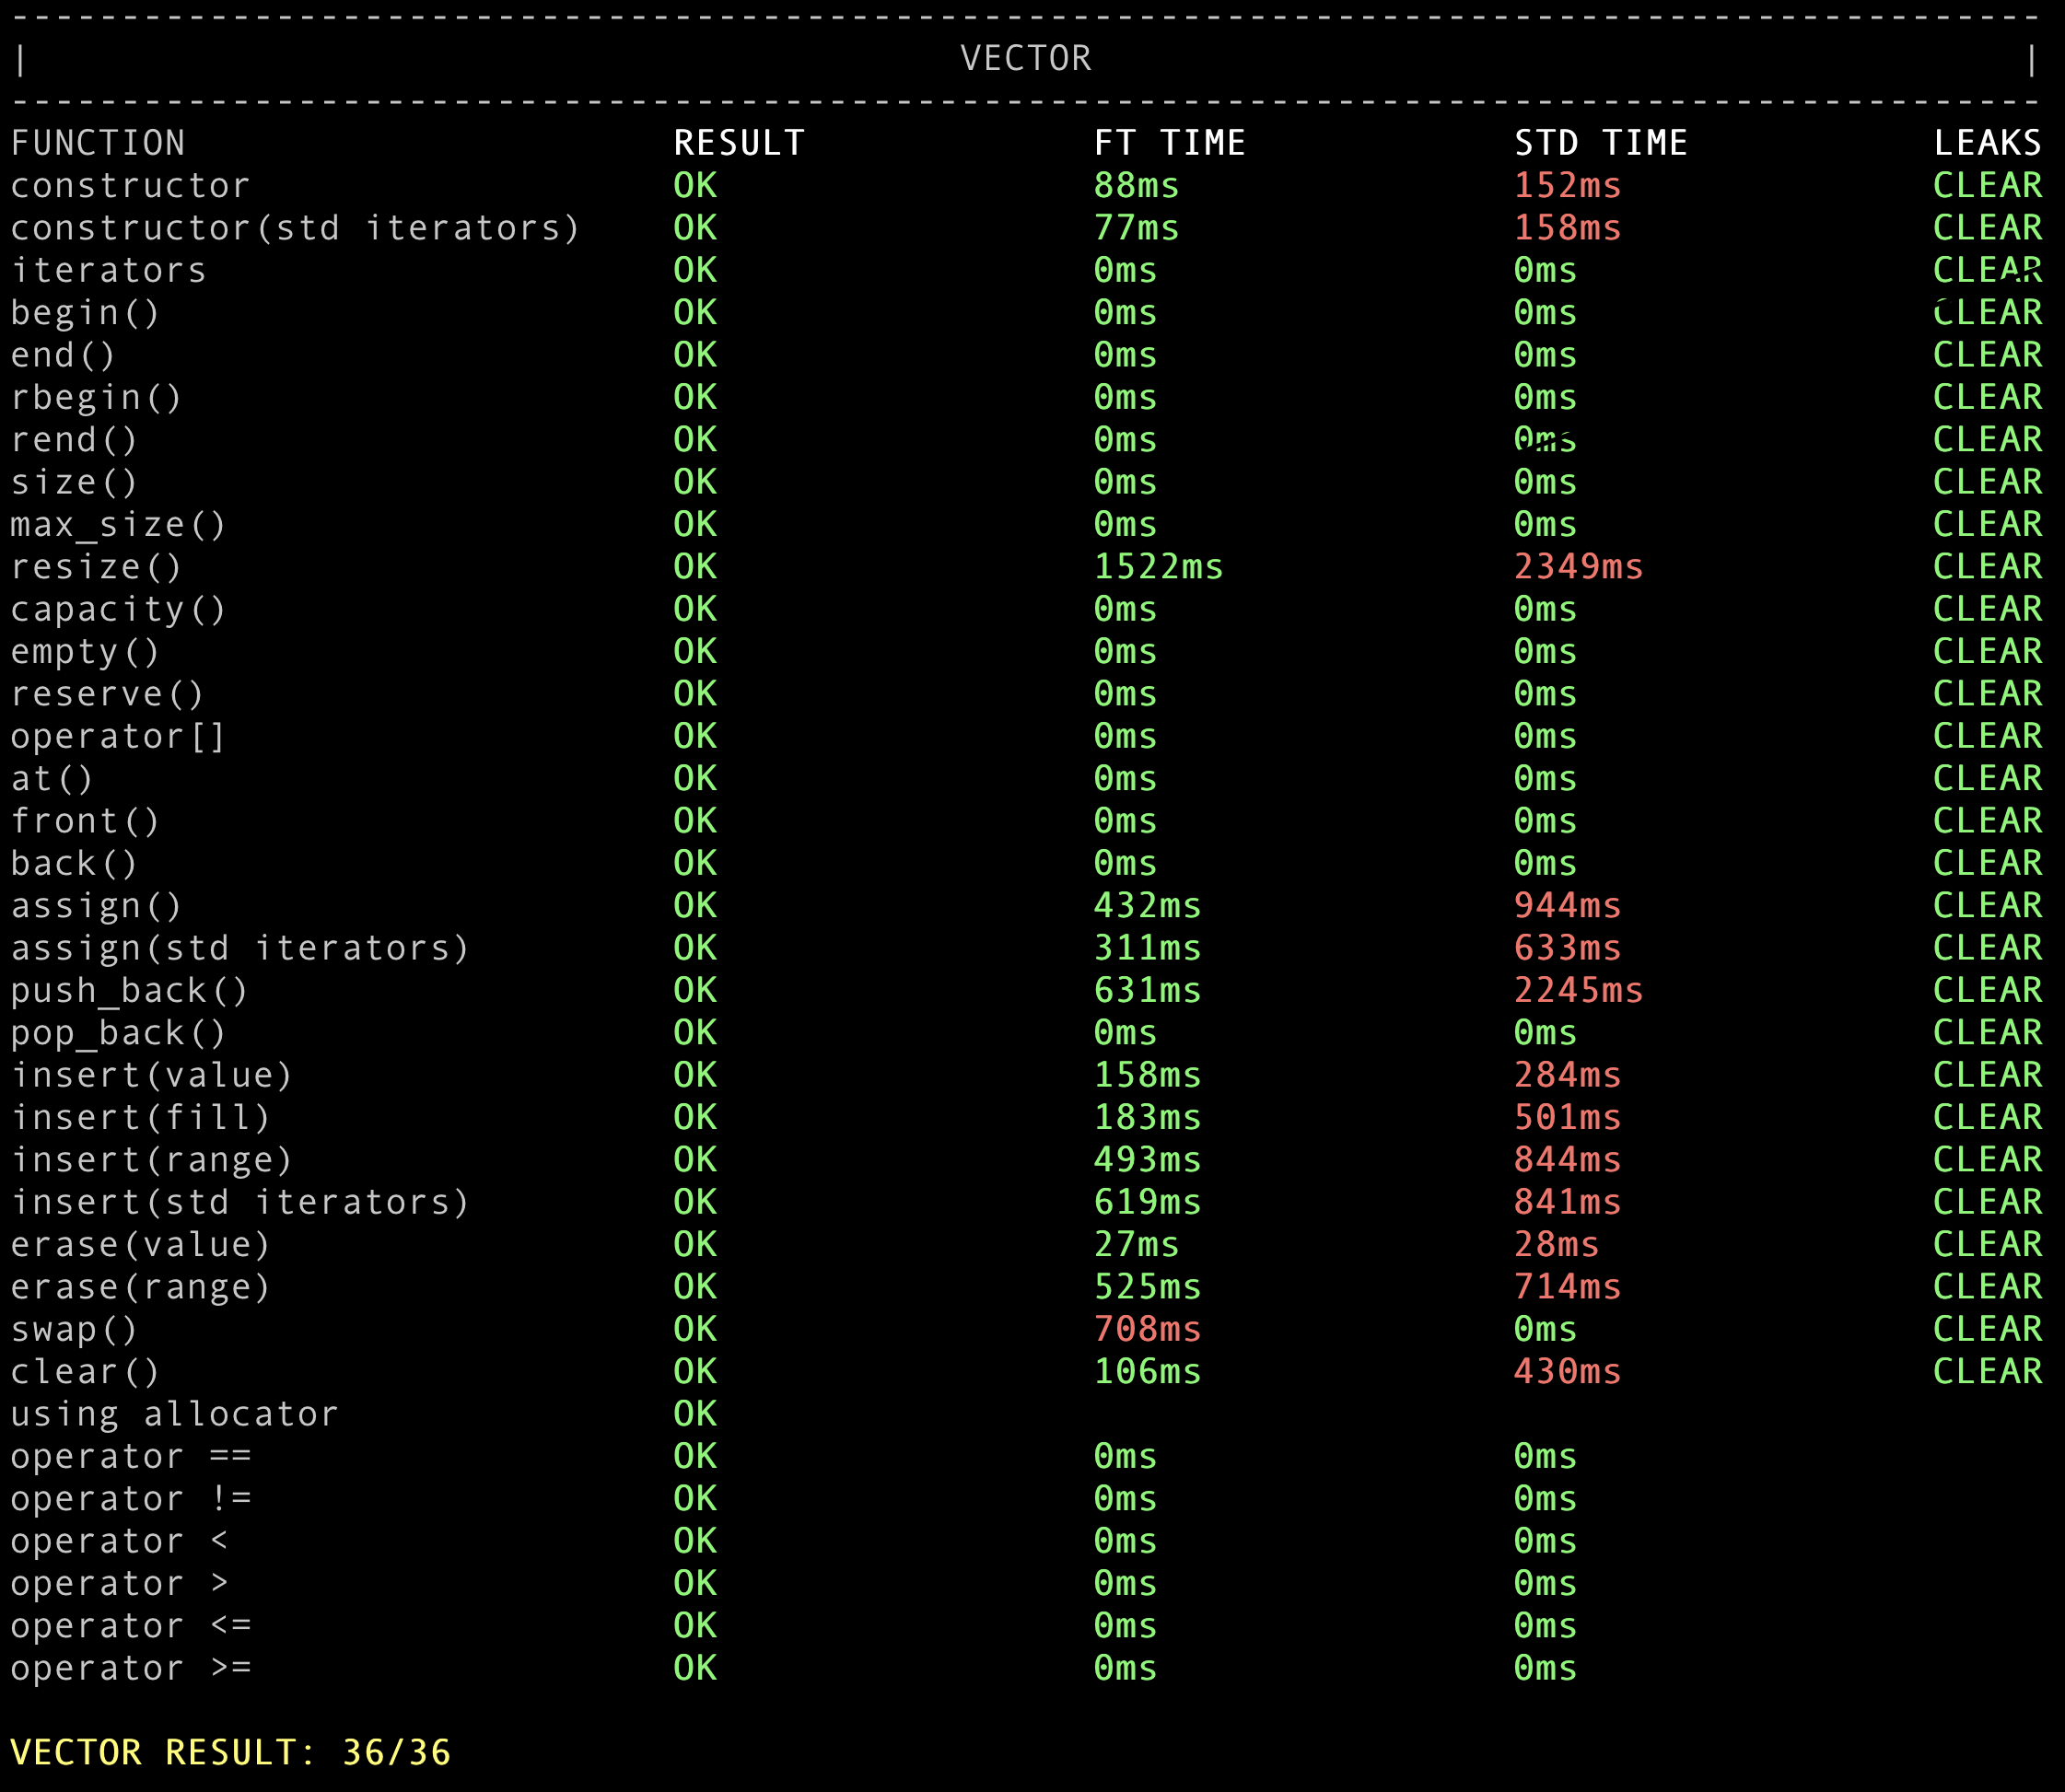 --------------------------------------------------------------------------------------------
| VECTOR |
--------------------------------------------------------------------------------------------
FUNCTION RESULT FT TIME STD TIME LEAKS
constructor OK 88ms 152ms CLEAR
constructor(std iterators) OK 77ms 158ms CLEAR
iterators OK 0ms 0ms CLEAR
begin() OK 0ms 0ms CLEAR
end() OK 0ms 0ms CLEAR
rbegin() OK 0ms 0ms CLEAR
rend() OK 0ms 0ms CLEAR
size() OK 0ms 0ms CLEAR
max_size() OK 0ms 0ms CLEAR
resize() OK 1522ms 2349ms CLEAR
capacity() OK 0ms 0ms CLEAR
empty() OK 0ms 0ms CLEAR
reserve() OK 0ms 0ms CLEAR
operator[] OK 0ms 0ms CLEAR
at() OK 0ms 0ms CLEAR
front() OK 0ms 0ms CLEAR
back() OK 0ms 0ms CLEAR
assign() OK 432ms 944ms CLEAR
assign(std iterators) OK 311ms 633ms CLEAR
push_back() OK 631ms 2245ms CLEAR
pop_back() OK 0ms 0ms CLEAR
insert(value) OK 158ms 284ms CLEAR
insert(fill) OK 183ms 501ms CLEAR
insert(range) OK 493ms 844ms CLEAR
insert(std iterators) OK 619ms 841ms CLEAR
erase(value) OK 27ms 28ms CLEAR
erase(range) OK 525ms 714ms CLEAR
swap() OK 708ms 0ms CLEAR
clear() OK 106ms 430ms CLEAR
using allocator OK
operator == OK 0ms 0ms
operator != OK 0ms 0ms
operator < OK 0ms 0ms
operator > OK 0ms 0ms
operator <= OK 0ms 0ms
operator >= OK 0ms 0ms
VECTOR RESULT: 36/36